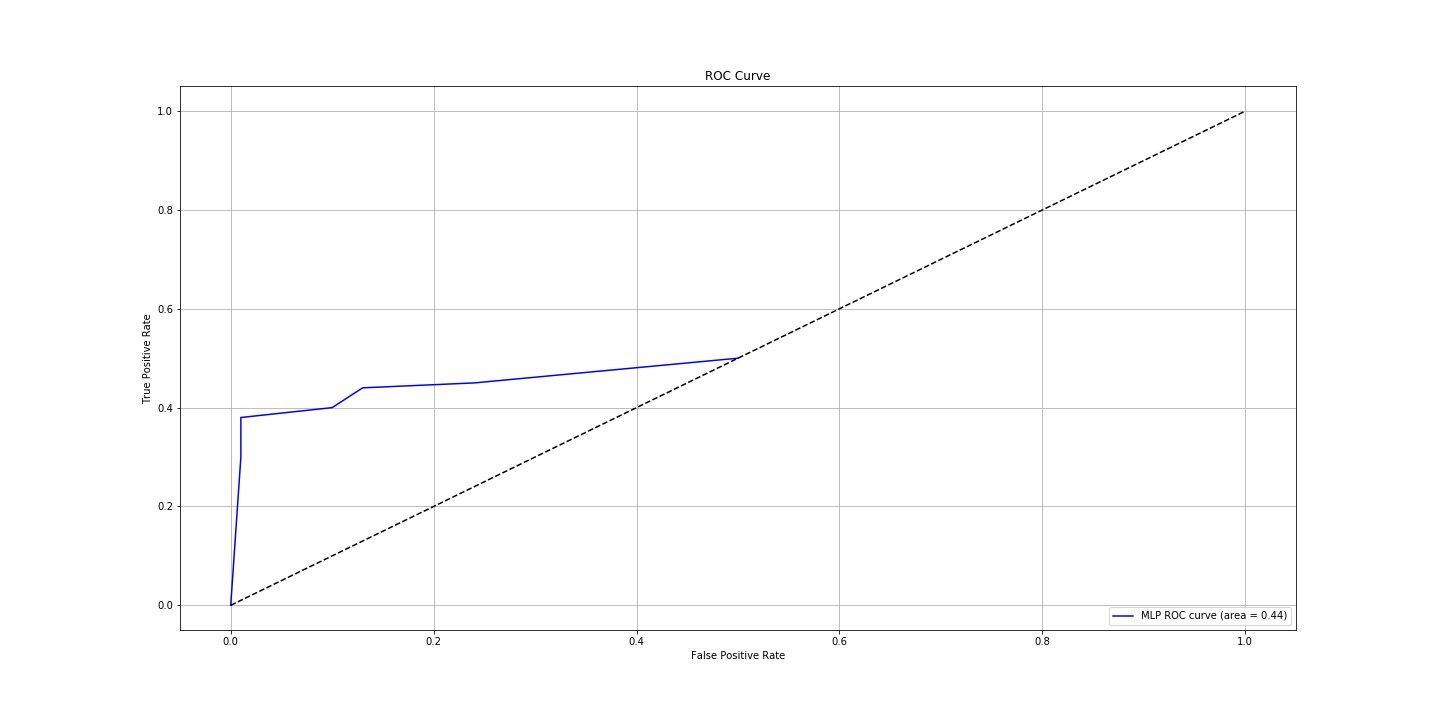 ROC Curve
1.0
0.8
0.6
0.4
0.2
0.0
True Positive Rate
0.0 0.2 0.4 0.6 0.8 1.0
False Positive Rate
MLP ROC curve (area = 0.44)